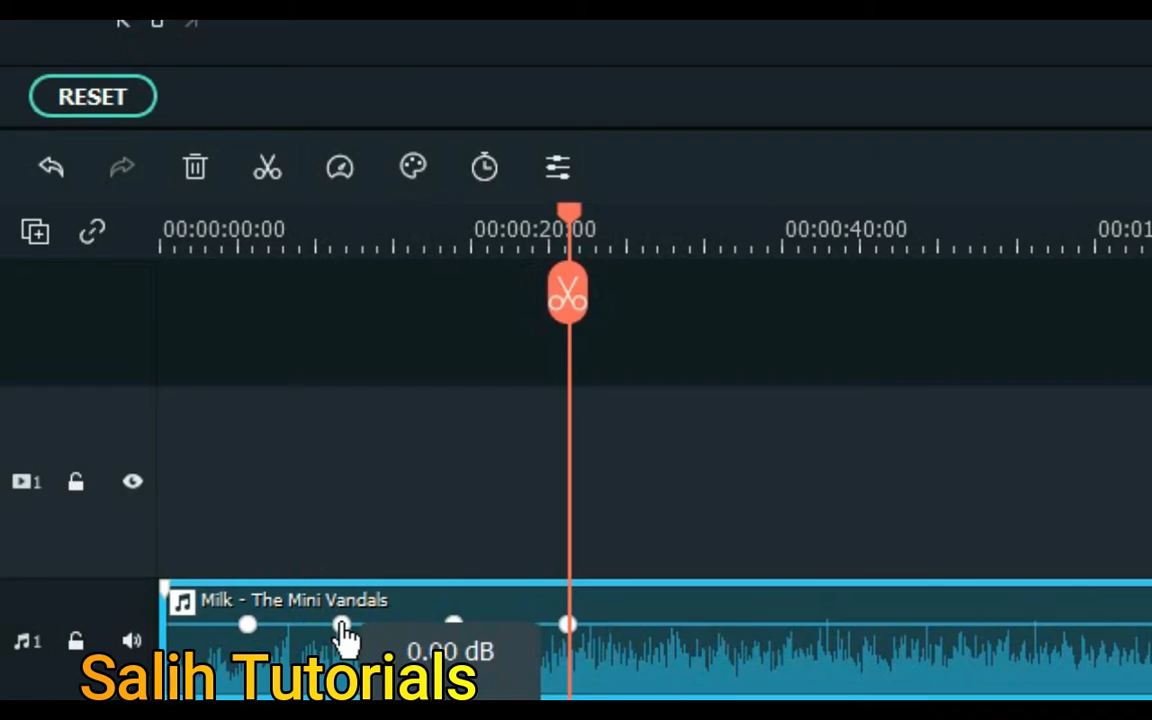 RESET
00:00:00:00 00:00:20:00 00:00:40:00 00:01
1
Milk - The Mini Vandals
1
0.00 dB
Salih Tutorials